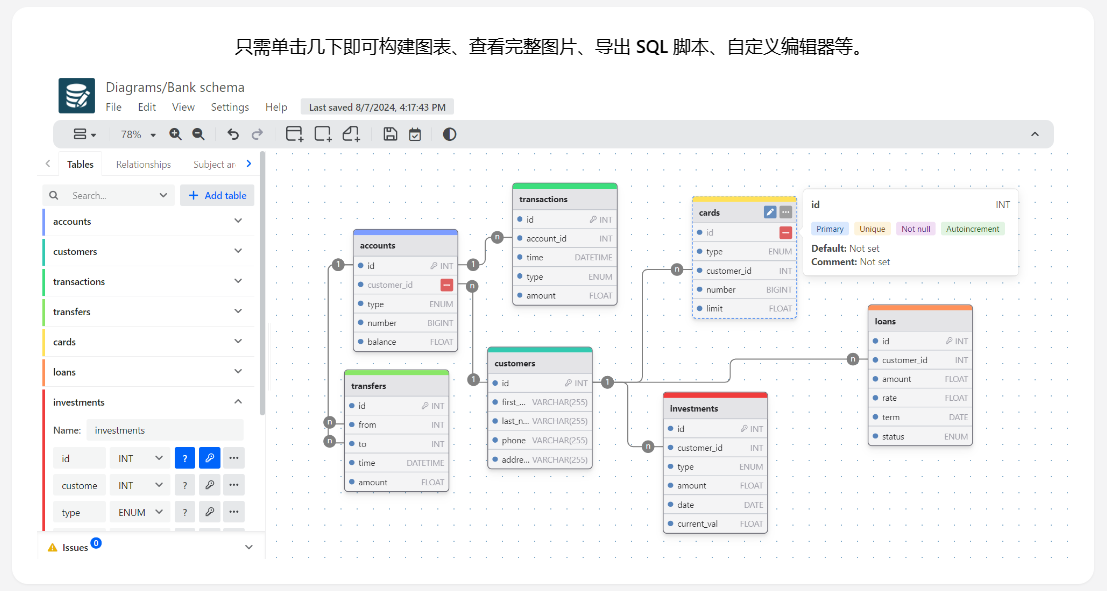 只需单击几下即可构建图表、查看完整图片、导出 SQL 脚本、自定义编辑器等。
Diagrams/Bank schema
File Edit View Settings Help Last saved 8/7/2024, 4:17:43 PM
78%
Tables Relationships Subject ar
Search... + Add table
accounts
customers
transactions
transfers
cards
loans
investments
Name: investments
id INT ?
custome INT ?
type ENUM ?
Issues 0
transactions
id INT
account_id INT
time DATETIME
type ENUM
amount FLOAT
accounts
id INT
customer_id
type ENUM
number BIGINT
balance FLOAT
transfers
id INT
from INT
to INT
time DATETIME
amount FLOAT
customers
id INT
first_... VARCHAR(255)
last_n... VARCHAR(255)
phone VARCHAR(255)
addre... VARCHAR(255)
cards
id
type ENUM
customer_id INT
number BIGINT
limit FLOAT
id INT
Primary Unique Not null Autoincrement
Default: Not set
Comment: Not set
investments
id INT
customer_id INT
type ENUM
amount FLOAT
date DATE
current_val FLOAT
loans
id INT
customer_id INT
amount FLOAT
rate FLOAT
term DATE
status ENUM
1
1
n
n
1
n
n
1
n
n
n